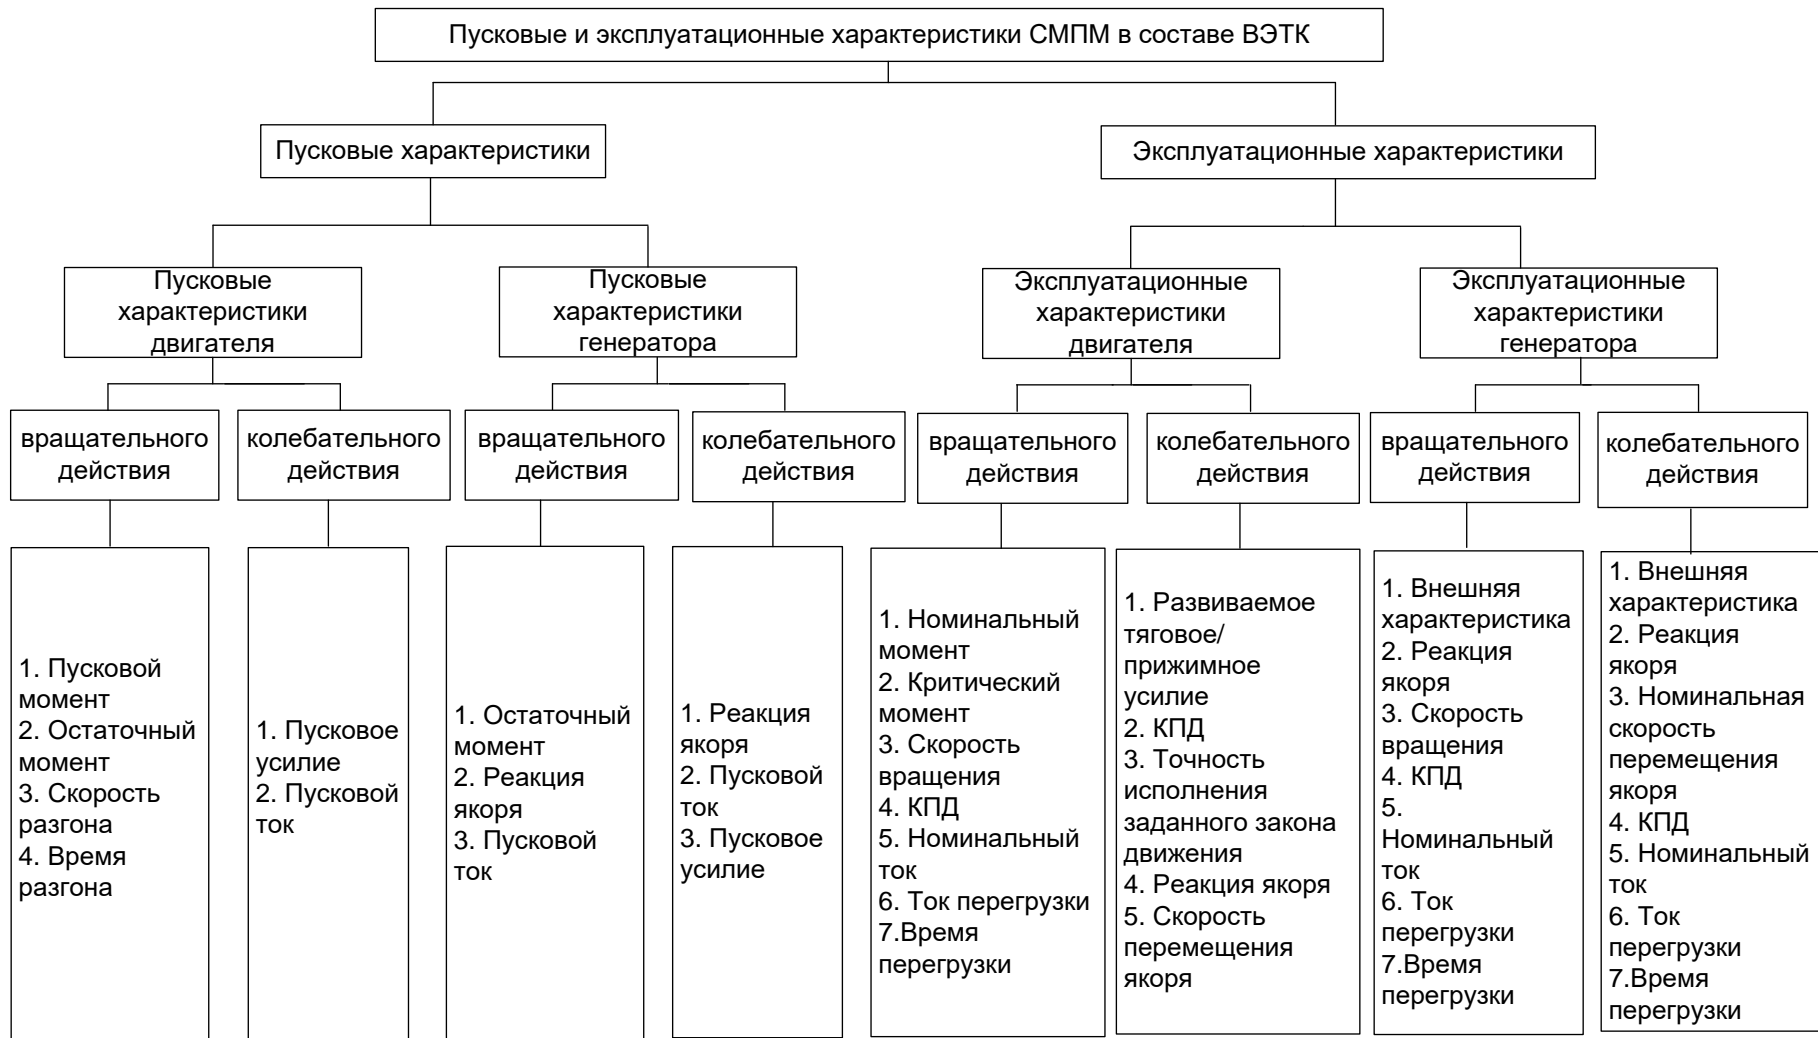 Пусковые и эксплуатационные характеристики СМПМ в составе ВЭТК
Пусковые характеристики
Эксплуатационные характеристики
Пусковые
характеристики
двигателя
Пусковые
характеристики
генератора
Эксплуатационные
характеристики
двигателя
Эксплуатационные
характеристики
генератора
вращательного
действия
колебательного
действия
вращательного
действия
колебательного
действия
вращательного
действия
колебательного
действия
вращательного
действия
колебательного
действия
1. Пусковой
момент
2. Остаточный
момент
3. Скорость
разгона
4. Время
разгона
1. Пусковое
усилие
2. Пусковой
ток
1. Остаточный
момент
2. Реакция
якоря
3. Пусковой
ток
1. Реакция
якоря
2. Пусковой
ток
3. Пусковое
усилие
1. Номинальный
момент
2. Критический
момент
3. Скорость
вращения
4. КПД
5. Номинальный
ток
6. Ток перегрузки
7.Время
перегрузки
1. Развиваемое
тяговое/
прижимное
усилие
2. КПД
3. Точность
исполнения
заданного закона
движения
4. Реакция якоря
5. Скорость
перемещения
якоря
1. Внешняя
характеристика
2. Реакция
якоря
3. Скорость
вращения
4. КПД
5.
Номинальный
ток
6. Ток
перегрузки
7.Время
перегрузки
1. Внешняя
характеристика
2. Реакция
якоря
3. Номинальная
скорость
перемещения
якоря
4. КПД
5. Номинальный
ток
6. Ток
перегрузки
7.Время
перегрузки